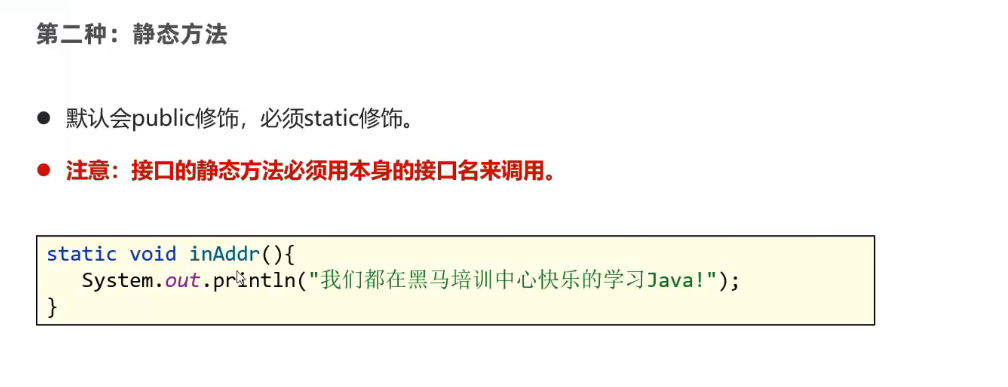 第二种：静态方法
● 默认会public修饰，必须static修饰。
● 注意：接口的静态方法必须用本身的接口名来调用。
static void inAddr(){
System.out.println("我们都在黑马培训中心快乐的学习Java!");
}